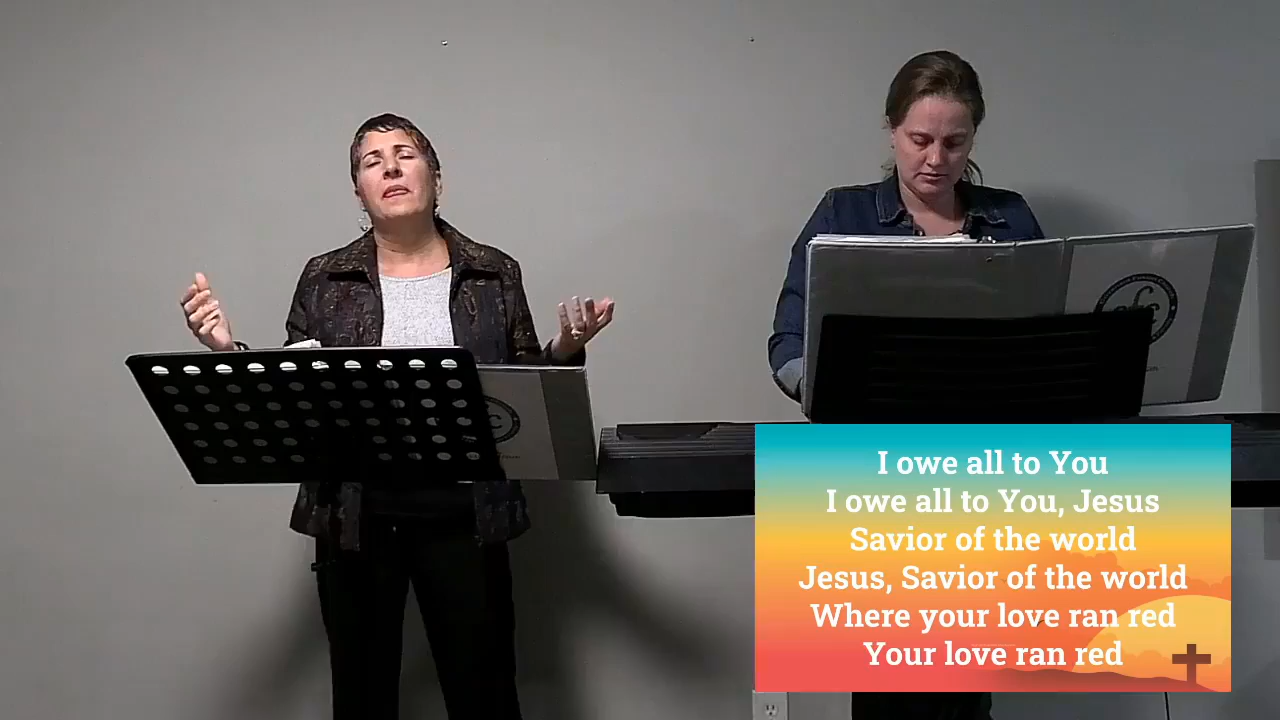 I owe all to You
I owe all to You, Jesus
Savior of the world
Jesus, Savior of the world
Where your love ran red
Your love ran red